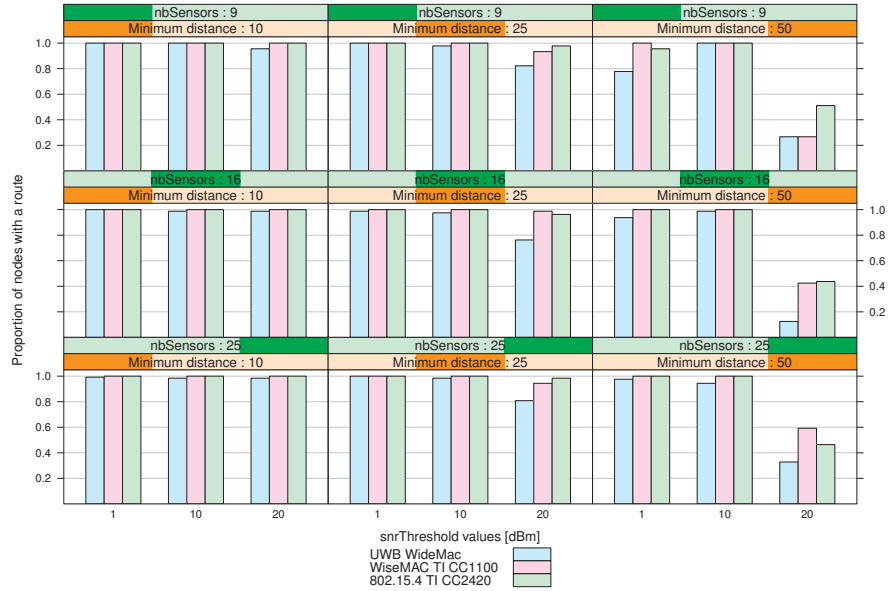 nbSensors : 9 nbSensors : 9 nbSensors : 9
Minimum distance : 10 Minimum distance : 25 Minimum distance : 50
1.0
0.8
0.6
0.4
0.2
nbSensors : 16 nbSensors : 16 nbSensors : 16
Minimum distance : 10 Minimum distance : 25 Minimum distance : 50
1.0
0.8
0.6
0.4
0.2
Proportion of nodes with a route
nbSensors : 25 nbSensors : 25 nbSensors : 25
Minimum distance : 10 Minimum distance : 25 Minimum distance : 50
1.0
0.8
0.6
0.4
0.2
1 10 20 1 10 20 1 10 20
snrThreshold values [dBm]
UWB WideMac
WiseMAC TI CC1100
802.15.4 TI CC2420